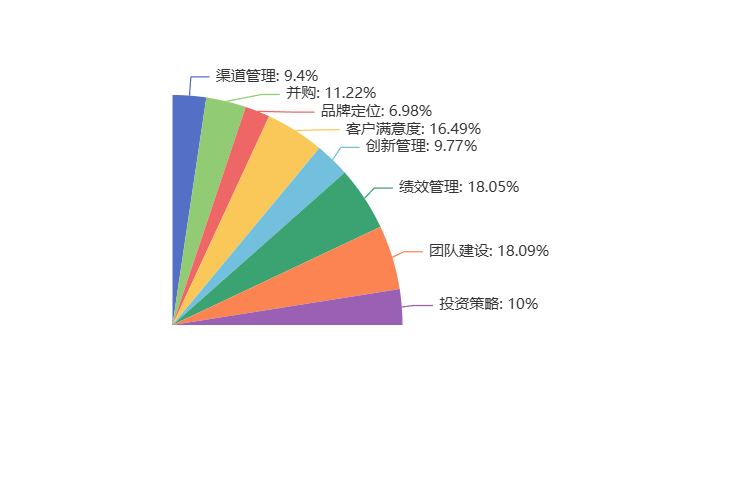 渠道管理: 9.4%
并购: 11.22%
品牌定位: 6.98%
客户满意度: 16.49%
创新管理: 9.77%
绩效管理: 18.05%
团队建设: 18.09%
投资策略: 10%